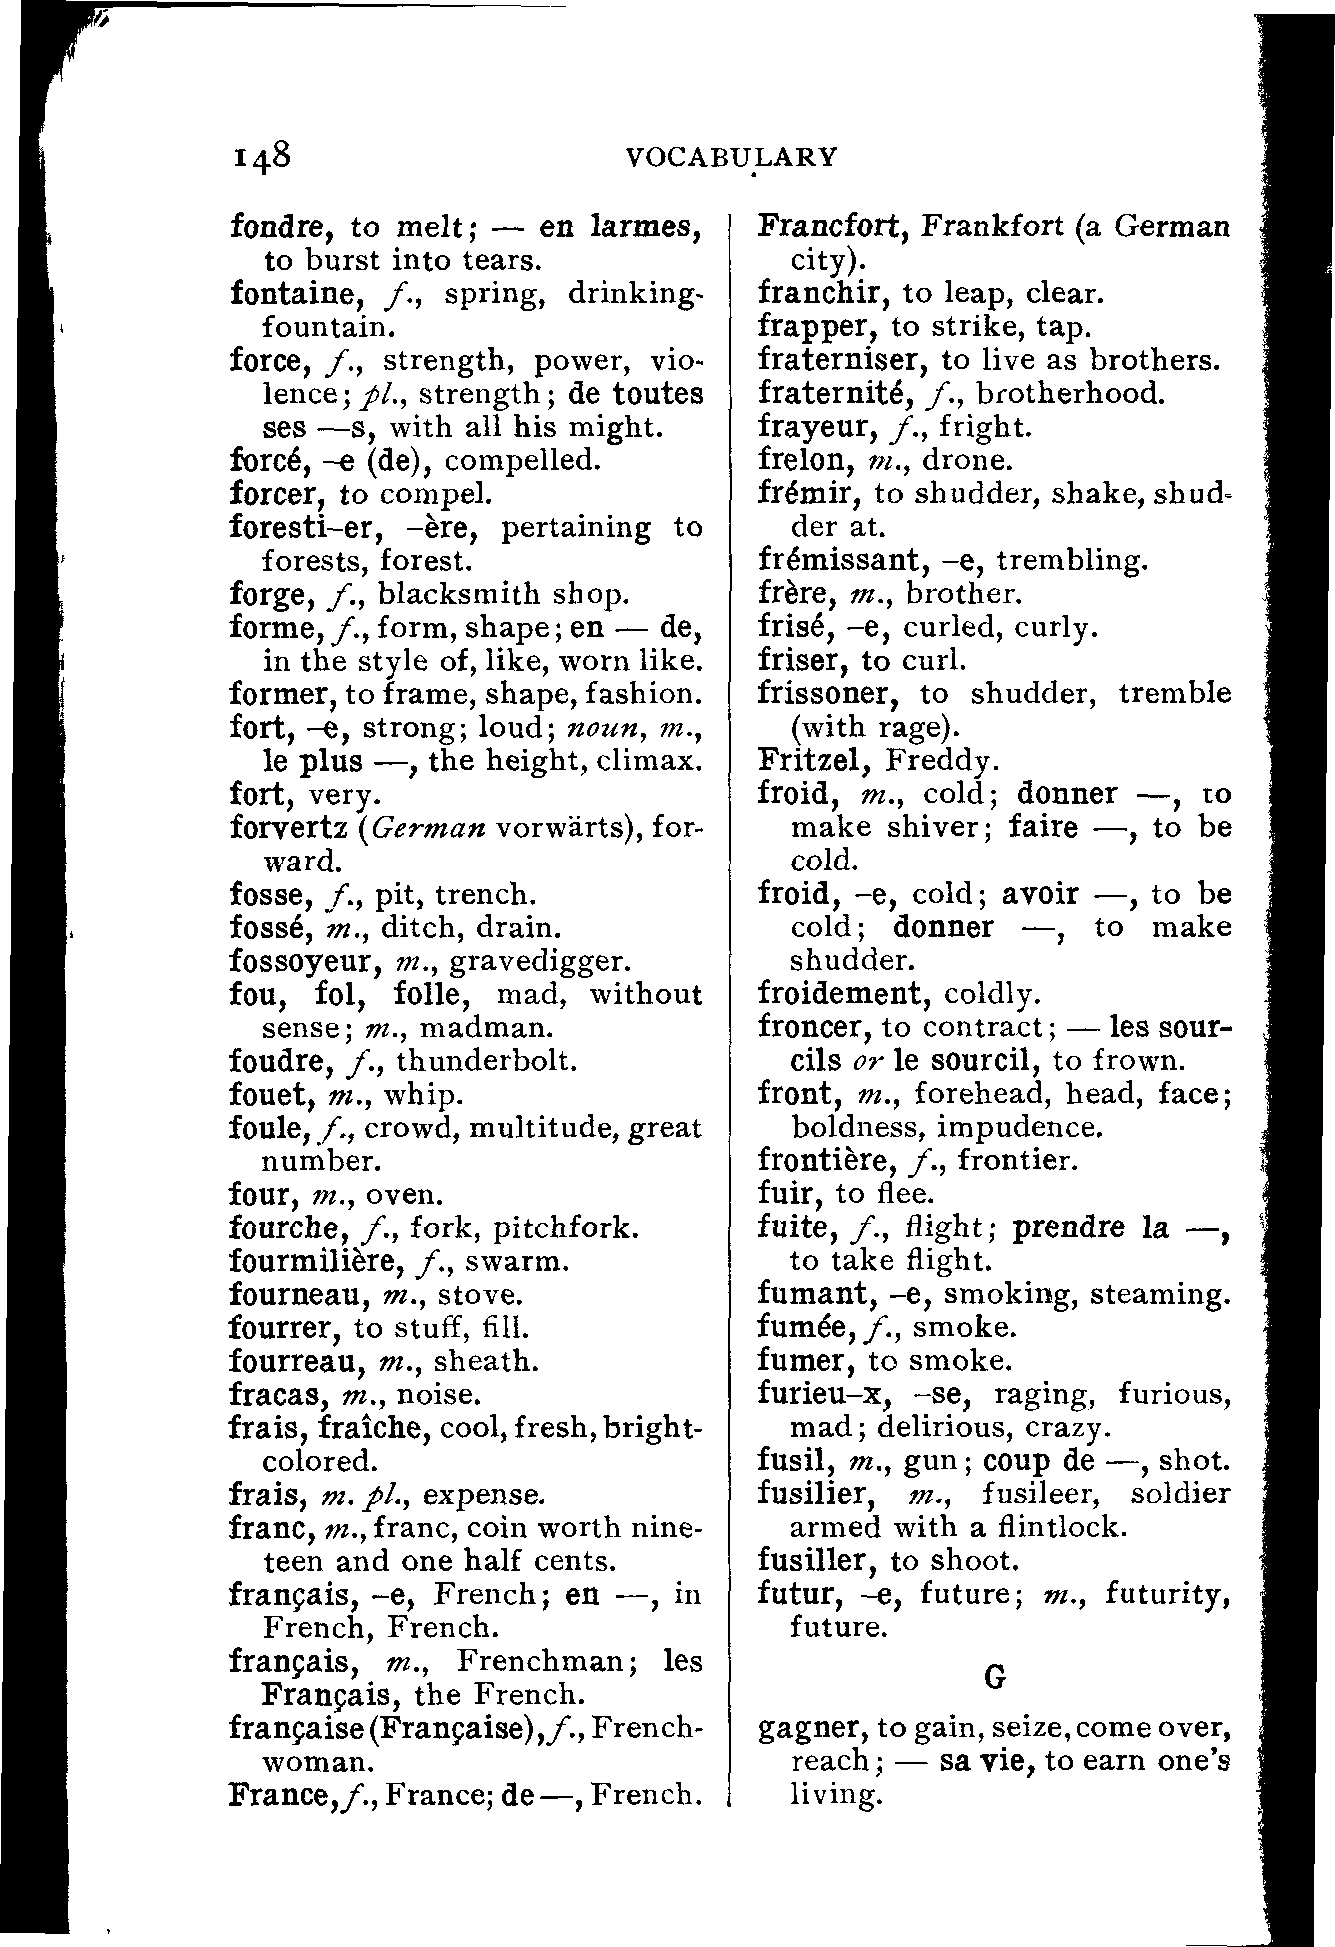 148
VOCABULARY
fondre, to melt; — en larmes,
to burst into tears.
fontaine, f., spring, drinking-
fountain.
force, f., strength, power, vio-
lence; pl., strength; de toutes
ses —s, with all his might.
forcé, –e (de), compelled.
forcer, to compel.
foresti–er, –ère, pertaining to
forests, forest.
forge, f., blacksmith shop.
forme, f., form, shape; en — de,
in the style of, like, worn like.
former, to frame, shape, fashion.
fort, –e, strong; loud; noun, m.,
le plus —, the height, climax.
fort, very.
forvertz (German vorwärts), for-
ward.
fosse, f., pit, trench.
fossé, m., ditch, drain.
fossoyeur, m., gravedigger.
fou, fol, folle, mad, without
sense; m., madman.
foudre, f., thunderbolt.
fouet, m., whip.
foule, f., crowd, multitude, great
number.
four, m., oven.
fourche, f., fork, pitchfork.
fourmilière, f., swarm.
fourneau, m., stove.
fourrer, to stuff, fill.
fourreau, m., sheath.
fracas, m., noise.
frais, fraîche, cool, fresh, bright-
colored.
frais, m. pl., expense.
franc, m., franc, coin worth nine-
teen and one half cents.
français, –e, French; en —, in
French, French.
français, m., Frenchman; les
Français, the French.
française (Française), f., French-
woman.
France, f., France; de —, French.
Francfort, Frankfort (a German
city).
franchir, to leap, clear.
frapper, to strike, tap.
fraterniser, to live as brothers.
fraternité, f., brotherhood.
frayeur, f., fright.
frelon, m., drone.
frémir, to shudder, shake, shud-
der at.
frémissant, –e, trembling.
frère, m., brother.
frisé, –e, curled, curly.
friser, to curl.
frissoner, to shudder, tremble
(with rage).
Fritzel, Freddy.
froid, m., cold; donner —, to
make shiver; faire —, to be
cold.
froid, –e, cold; avoir —, to be
cold; donner —, to make
shudder.
froidement, coldly.
froncer, to contract; — les sour-
cils or le sourcil, to frown.
front, m., forehead, head, face;
boldness, impudence.
frontière, f., frontier.
fuir, to flee.
fuite, f., flight; prendre la —,
to take flight.
fumant, –e, smoking, steaming.
fumée, f., smoke.
fumer, to smoke.
furieu–x, –se, raging, furious,
mad; delirious, crazy.
fusil, m., gun; coup de —, shot.
fusilier, m., fusileer, soldier
armed with a flintlock.
fusiller, to shoot.
futur, –e, future; m., futurity,
future.
G
gagner, to gain, seize, come over,
reach; — sa vie, to earn one's
living.